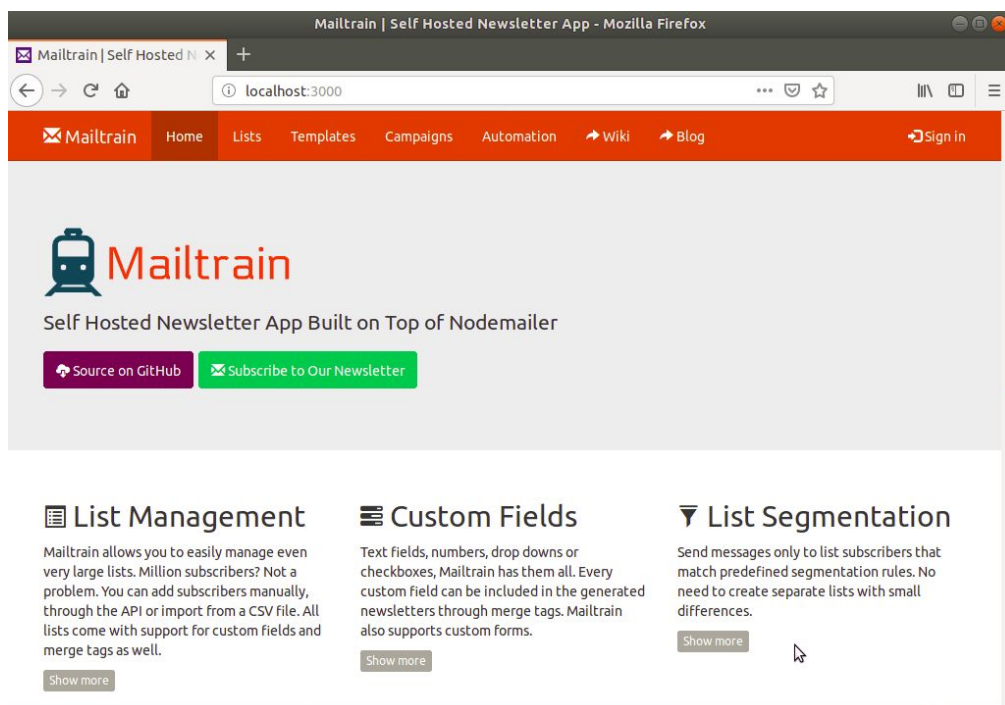 Mailtrain | Self Hosted Newsletter App - Mozilla Firefox
Mailtrain | Self Hosted N
localhost:3000
Mailtrain Home Lists Templates Campaigns Automation Wiki Blog Sign in
Mailtrain
Self Hosted Newsletter App Built on Top of Nodemailer
Source on GitHub Subscribe to Our Newsletter
List Management
Mailtrain allows you to easily manage even
very large lists. Million subscribers? Not a
problem. You can add subscribers manually,
through the API or import from a CSV file. All
lists come with support for custom fields and
merge tags as well.
Show more
Custom Fields
Text fields, numbers, drop downs or
checkboxes, Mailtrain has them all. Every
custom field can be included in the generated
newsletters through merge tags. Mailtrain
also supports custom forms.
Show more
List Segmentation
Send messages only to list subscribers that
match predefined segmentation rules. No
need to create separate lists with small
differences.
Show more